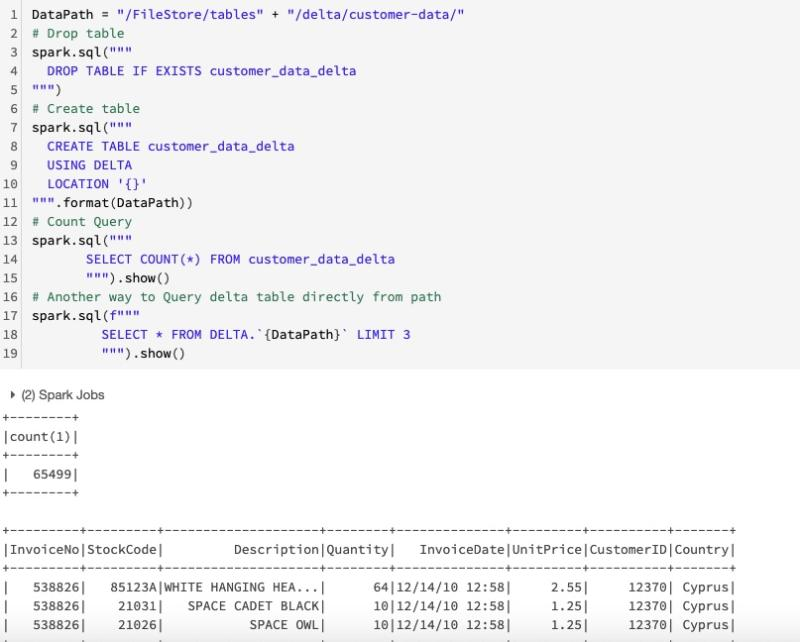 1 DataPath = "/FileStore/tables" + "/delta/customer-data/"
2 # Drop table
3 spark.sql("""
4 DROP TABLE IF EXISTS customer_data_delta
5 """)
6 # Create table
7 spark.sql("""
8 CREATE TABLE customer_data_delta
9 USING DELTA
10 LOCATION '{}'
11 """.format(DataPath))
12 # Count Query
13 spark.sql("""
14 SELECT COUNT(*) FROM customer_data_delta
15 """).show()
16 # Another way to Query delta table directly from path
17 spark.sql(f"""
18 SELECT * FROM DELTA.`{DataPath}` LIMIT 3
19 """).show()
(2) Spark Jobs
+--------+
|count(1)|
+--------+
|   65499|
+--------+
+---------+---------+--------------------+--------+--------------+---------+----------+-------+
|InvoiceNo|StockCode|         Description|Quantity|   InvoiceDate|UnitPrice|CustomerID|Country|
+---------+---------+--------------------+--------+--------------+---------+----------+-------+
|   538826|   85123A|WHITE HANGING HEA...|      64|12/14/10 12:58|     2.55|     12370| Cyprus|
|   538826|    21031|   SPACE CADET BLACK|      10|12/14/10 12:58|     1.25|     12370| Cyprus|
|   538826|    21026|           SPACE OWL|      10|12/14/10 12:58|     1.25|     12370| Cyprus|